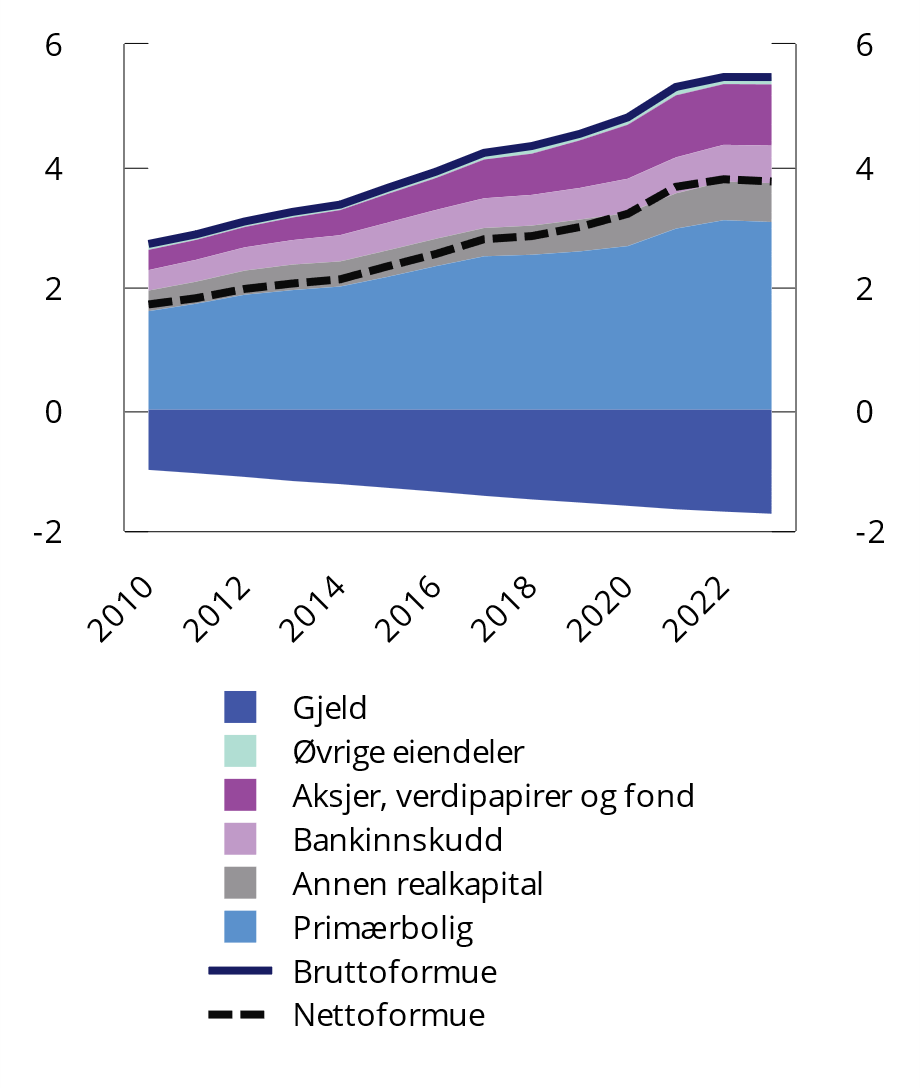 6 6
4 4
2 2
0 0
-2 -2
2010 2012 2014 2016 2018 2020 2022
Gjeld
Øvrige eiendeler
Aksjer, verdipapirer og fond
Bankinnskudd
Annen realkapital
Primærbolig
Bruttoformue
Nettoformue